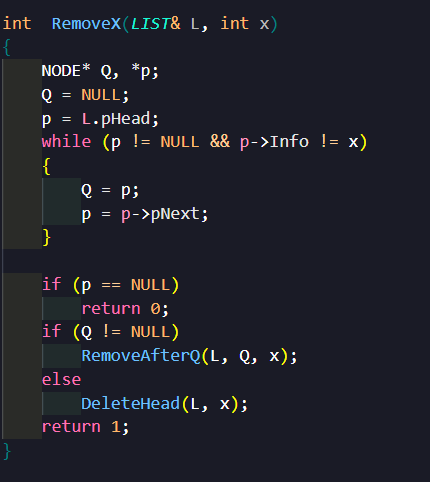 int  RemoveX(LIST& L, int x)
{
    NODE* Q, *p;
    Q = NULL;
    p = L.pHead;
    while (p != NULL && p->Info != x)
    {
        Q = p;
        p = p->pNext;
    }

    if (p == NULL)
        return 0;
    if (Q != NULL)
        RemoveAfterQ(L, Q, x);
    else
        DeleteHead(L, x);
    return 1;
}